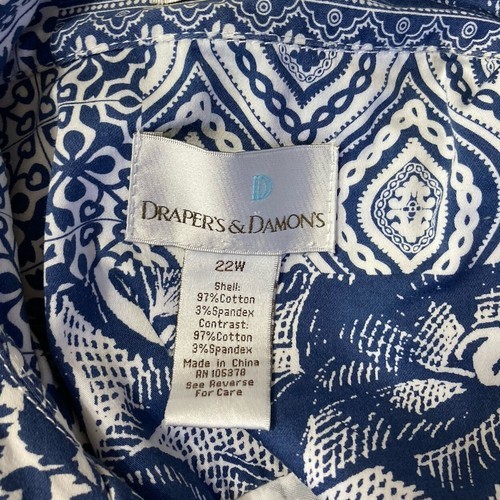 D
DRAPER'S & DAMON'S
22W
Shell:
97%Cotton
3%Spandex
Contrast:
97%Cotton
3%Spandex
Made in China
RN 105378
See Reverse
For Care